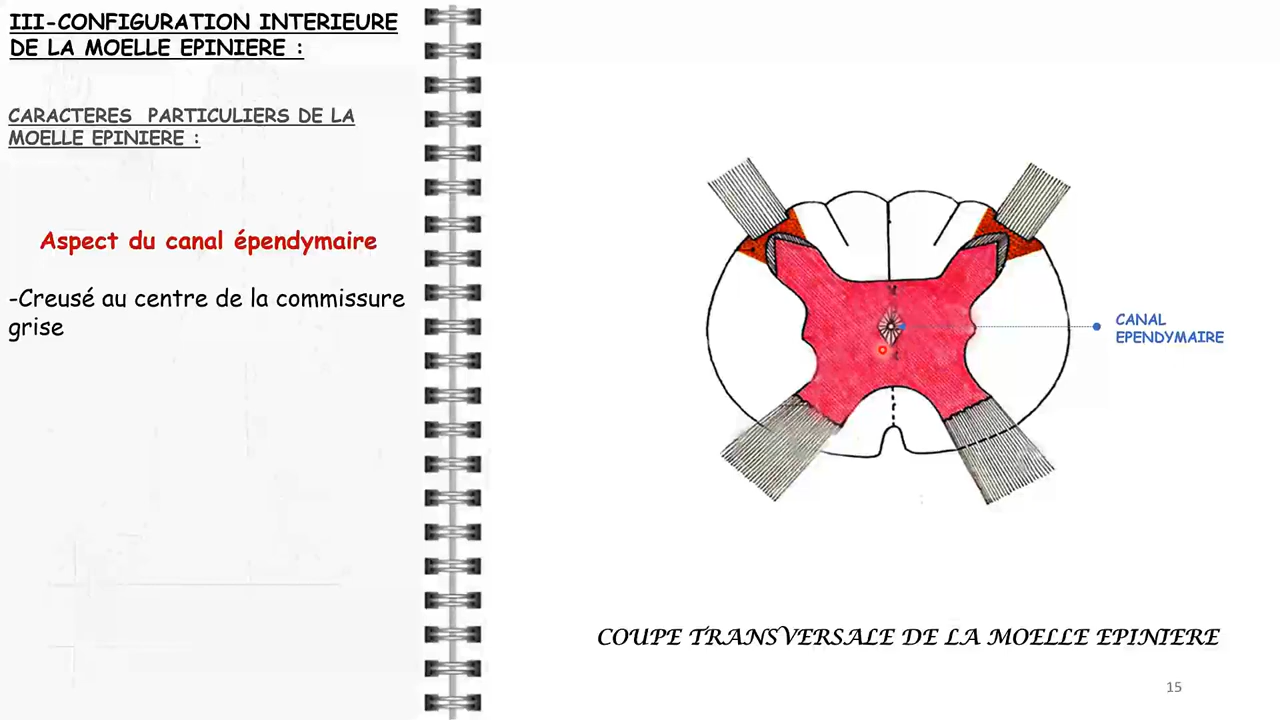 III-CONFIGURATION INTERIEURE
DE LA MOELLE EPINIERE :
CARACTERES PARTICULIERS DE LA
MOELLE EPINIERE :
Aspect du canal épendymaire
-Creusé au centre de la commissure
grise
CANAL
EPENDYMAIRE
COUPE TRANSVERSALE DE LA MOELLE EPINIERE
15